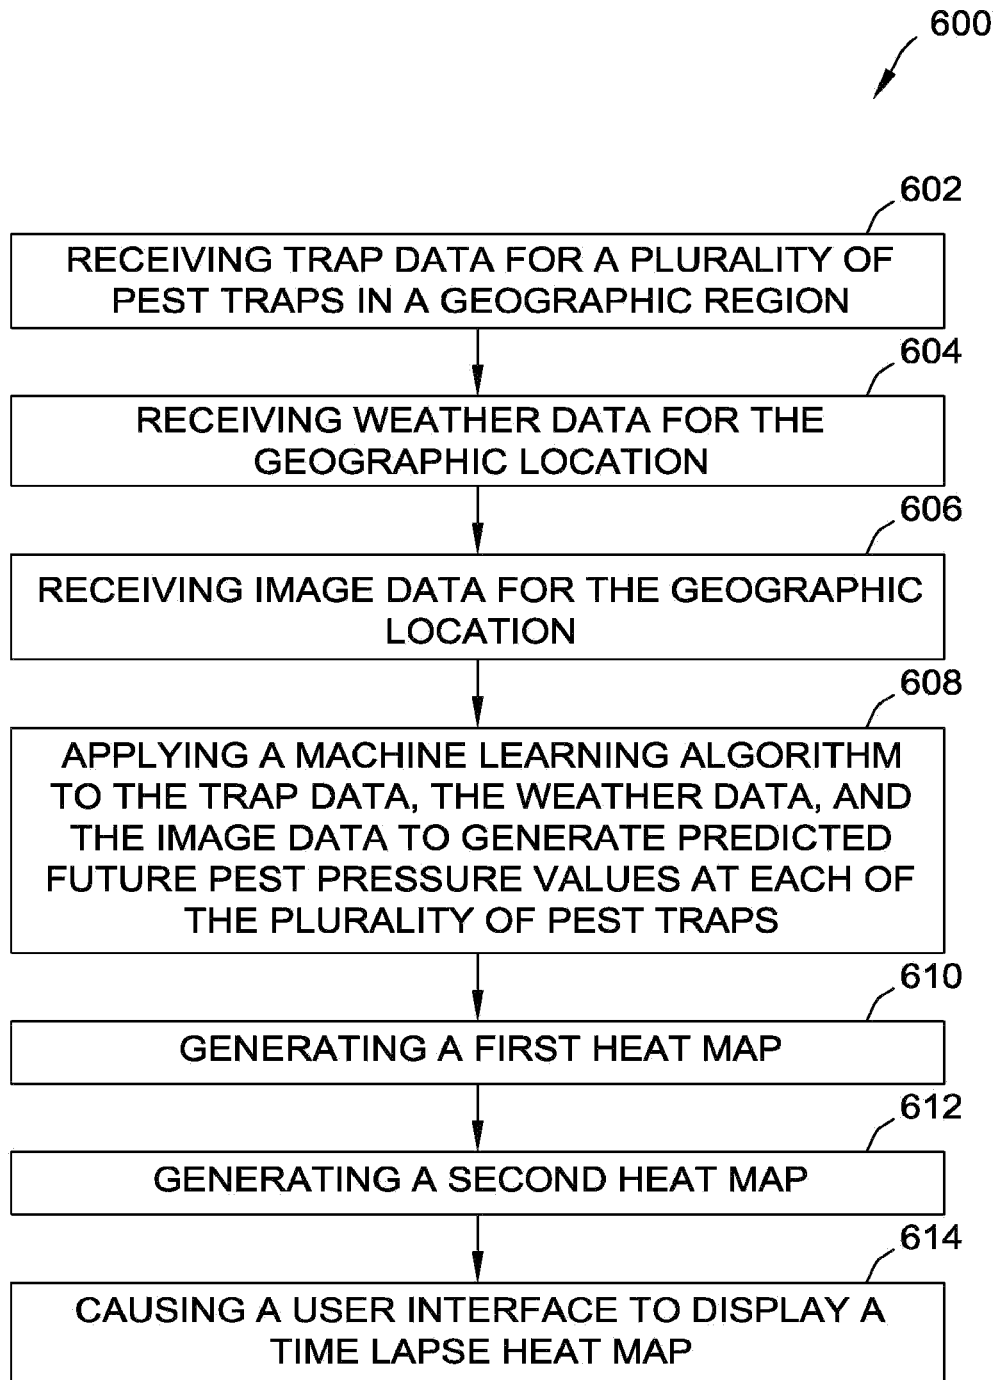 600
602
RECEIVING TRAP DATA FOR A PLURALITY OF
PEST TRAPS IN A GEOGRAPHIC REGION
604
RECEIVING WEATHER DATA FOR THE
GEOGRAPHIC LOCATION
606
RECEIVING IMAGE DATA FOR THE GEOGRAPHIC
LOCATION
608
APPLYING A MACHINE LEARNING ALGORITHM
TO THE TRAP DATA, THE WEATHER DATA, AND
THE IMAGE DATA TO GENERATE PREDICTED
FUTURE PEST PRESSURE VALUES AT EACH OF
THE PLURALITY OF PEST TRAPS
610
GENERATING A FIRST HEAT MAP
612
GENERATING A SECOND HEAT MAP
614
CAUSING A USER INTERFACE TO DISPLAY A
TIME LAPSE HEAT MAP